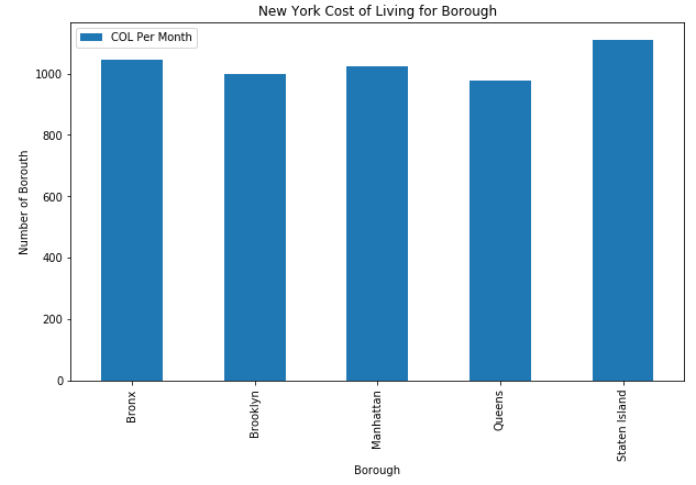 New York Cost of Living for Borough
COL Per Month
Number of Borouth
1000
800
600
400
200
0
Bronx
Brooklyn
Manhattan
Queens
Staten Island
Borough